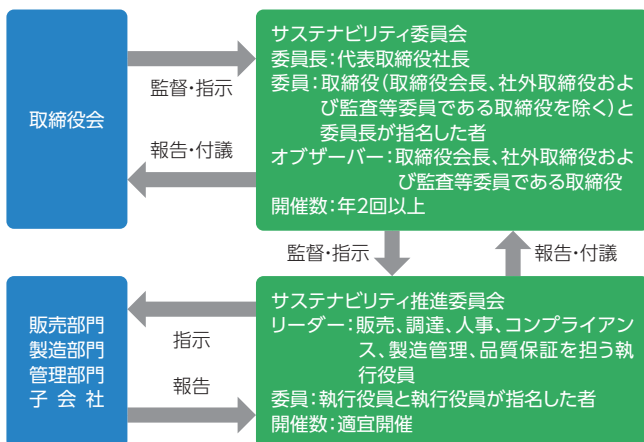 取締役会
監督・指示
報告・付議
サステナビリティ委員会
委員長：代表取締役社長
委員：取締役（取締役会長、社外取締役およ
び監査等委員である取締役を除く）と
委員長が指名した者
オブザーバー：取締役会長、社外取締役およ
び監査等委員である取締役
開催数：年2回以上
監督・指示
報告・付議
販売部門
製造部門
管理部門
子会社
指示
報告
サステナビリティ推進委員会
リーダー：販売、調達、人事、コンプライアン
ス、製造管理、品質保証を担う執
行役員
委員：執行役員と執行役員が指名した者
開催数：適宜開催